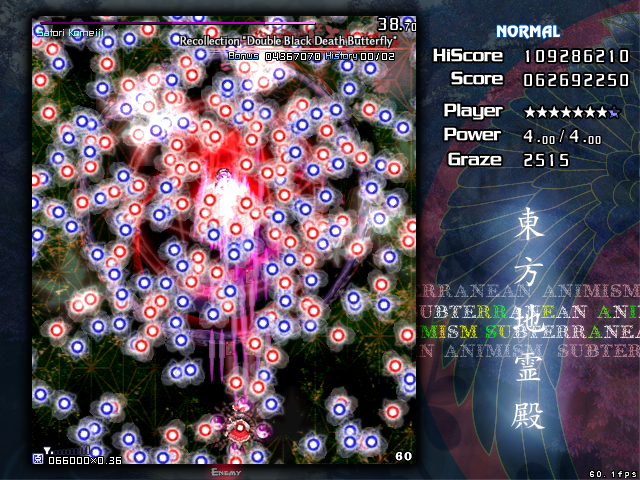 Satori Komeiji
38.70
Recollection "Double Black Death Butterfly"
Bonus 04367070 History 00/02
NORMAL
HiScore 109286210
Score 062692250
Player
Power 4.00/4.00
Graze 2515
東方地霊殿
RRANEAN ANIMISM
SUBTERRANEAN ANI
MISM SUBTERRANEA
N ANIMISM SUBTER
066000×0.36
60
Enemy
60.1fps